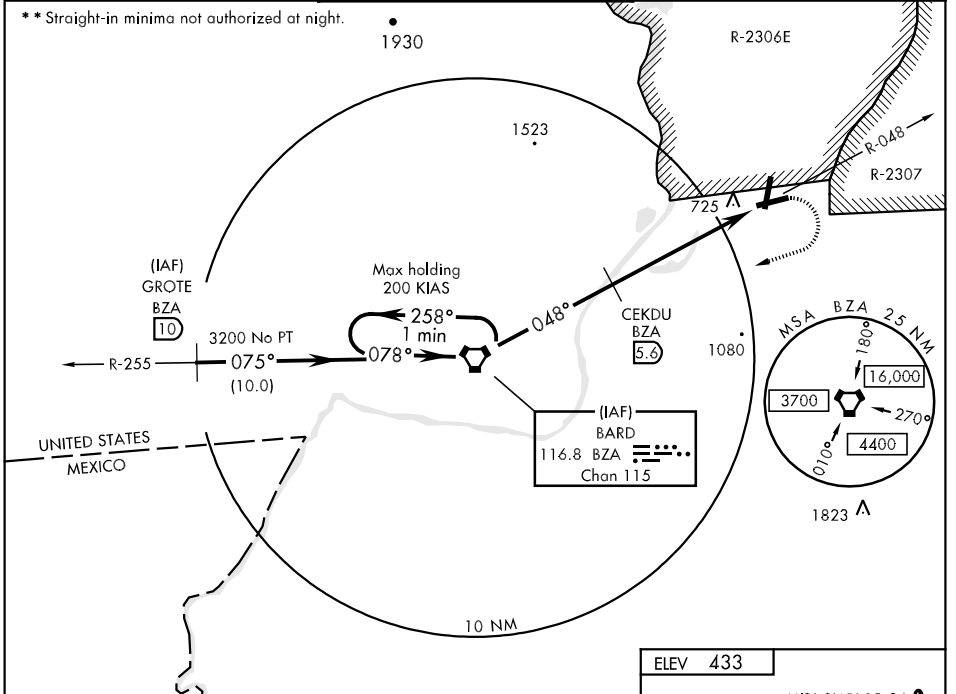 ** Straight-in minima not authorized at night.
1930
R-2306E
1523
R-048
R-2307
725
(IAF)
GROTE
BZA
10
Max holding
200 KIAS
258°
1 min
048°
CEKDU
BZA
5.6
1080
3200 No PT
R-255
075°
078°
(10.0)
MSA BZA 25 NM
180°
16,000
3700
270°
4400
010°
1823
(IAF)
BARD
116.8 BZA
Chan 115
UNITED STATES
MEXICO
10 NM
ELEV 433